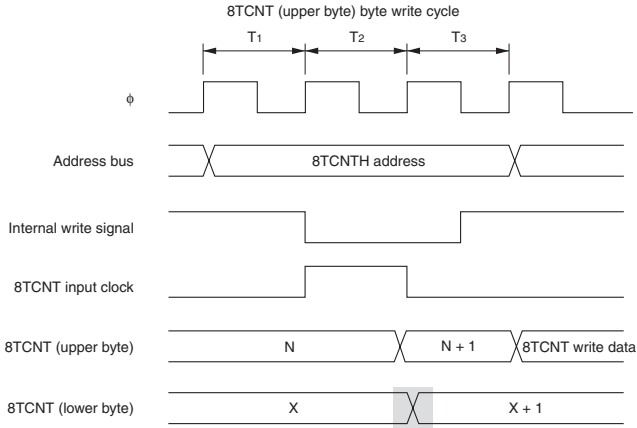 8TCNT (upper byte) byte write cycle
T1 T2 T3
ϕ
Address bus 8TCNTH address
Internal write signal
8TCNT input clock
8TCNT (upper byte) N N + 1 8TCNT write data
8TCNT (lower byte) X X + 1